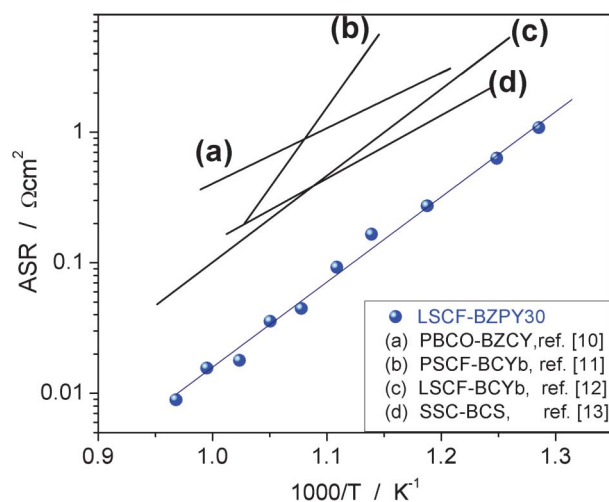 (b)
(c)
(d)
(a)
ASR / Ωcm²
1
0.1
0.01
LSCF-BZPY30
(a) PBCO-BZCY,ref. [10]
(b) PSCF-BCYb, ref. [11]
(c) LSCF-BCYb, ref. [12]
(d) SSC-BCS, ref. [13]
0.9 1.0 1.1 1.2 1.3
1000/T / K⁻¹